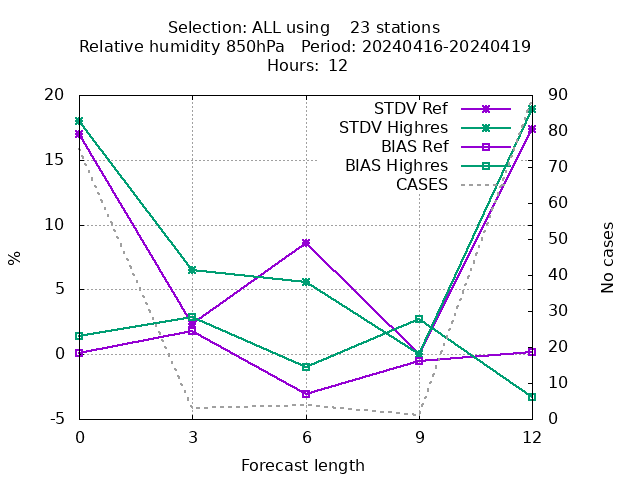 Selection: ALL using    23 stations
Relative humidity 850hPa   Period: 20240416-20240419
Hours: 12
STDV Ref
STDV Highres
BIAS Ref
BIAS Highres
CASES
20
15
10
5
0
-5
%
90
80
70
60
50
40
30
20
10
0
No cases
0 3 6 9 12
Forecast length